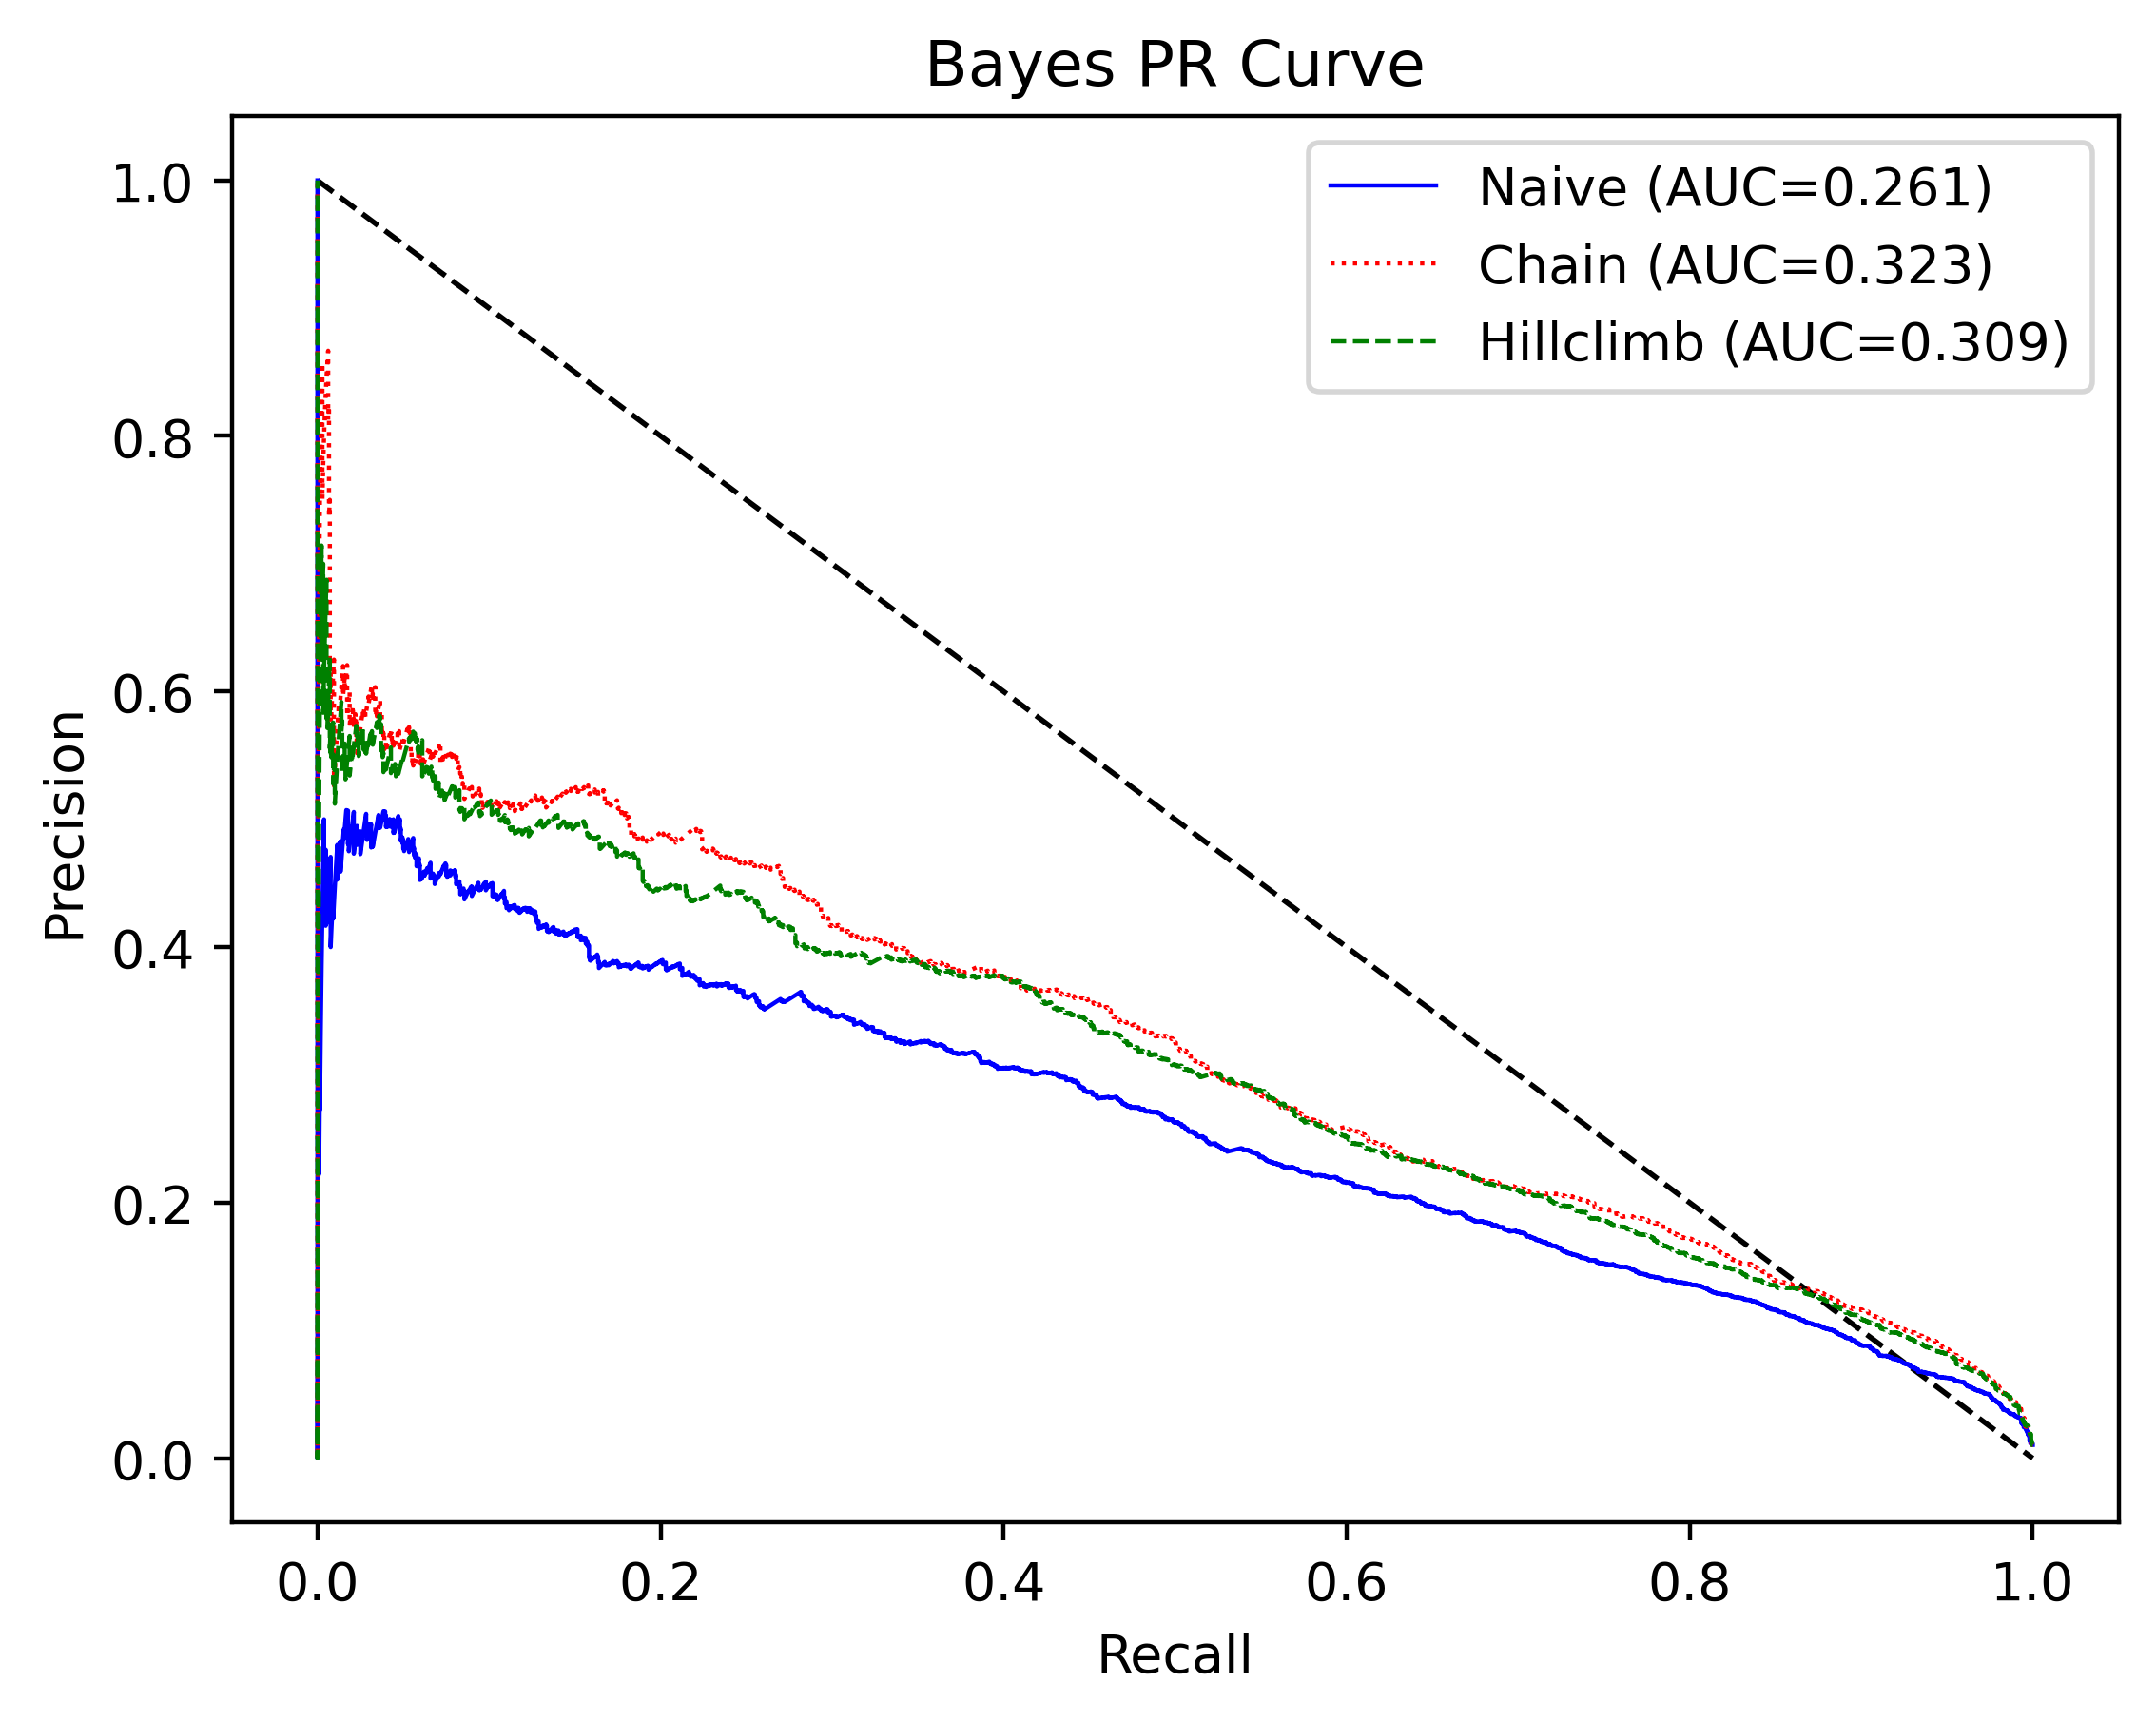 Bayes PR Curve
Naive (AUC=0.261)
Chain (AUC=0.323)
Hillclimb (AUC=0.309)
Precision
1.0
0.8
0.6
0.4
0.2
0.0
0.0 0.2 0.4 0.6 0.8 1.0
Recall